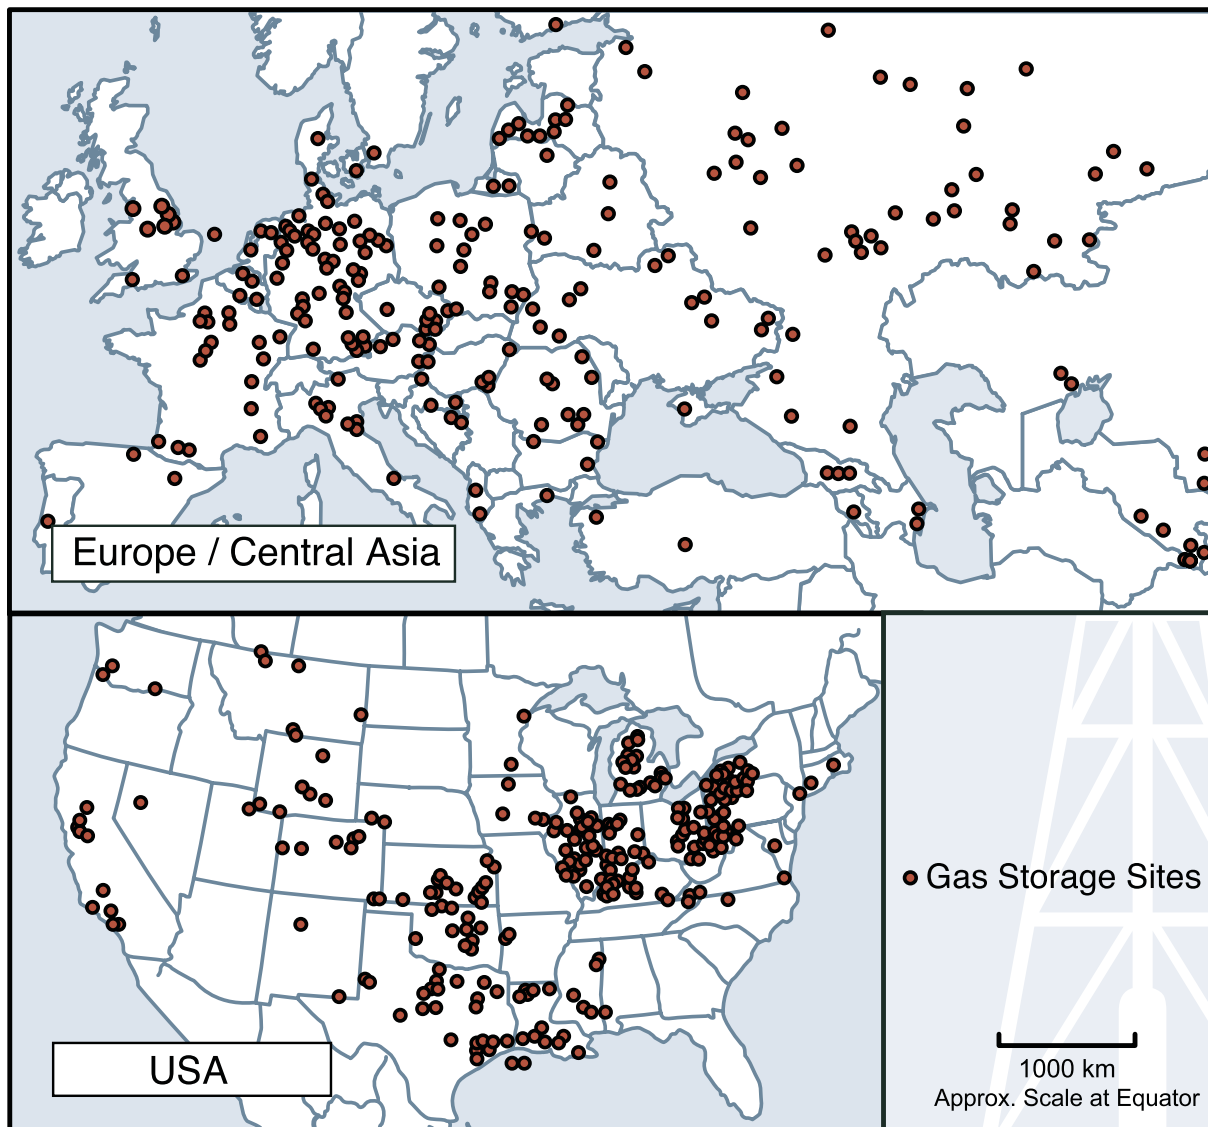 Europe / Central Asia
USA
Gas Storage Sites
1000 km
Approx. Scale at Equator